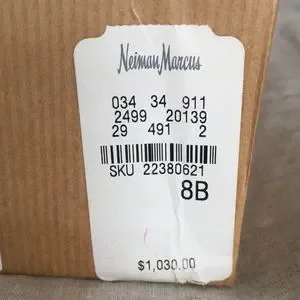 Neiman Marcus
034 34 911
2499 20139
29 491 2
SKU 22380621
8B
$1,030.00